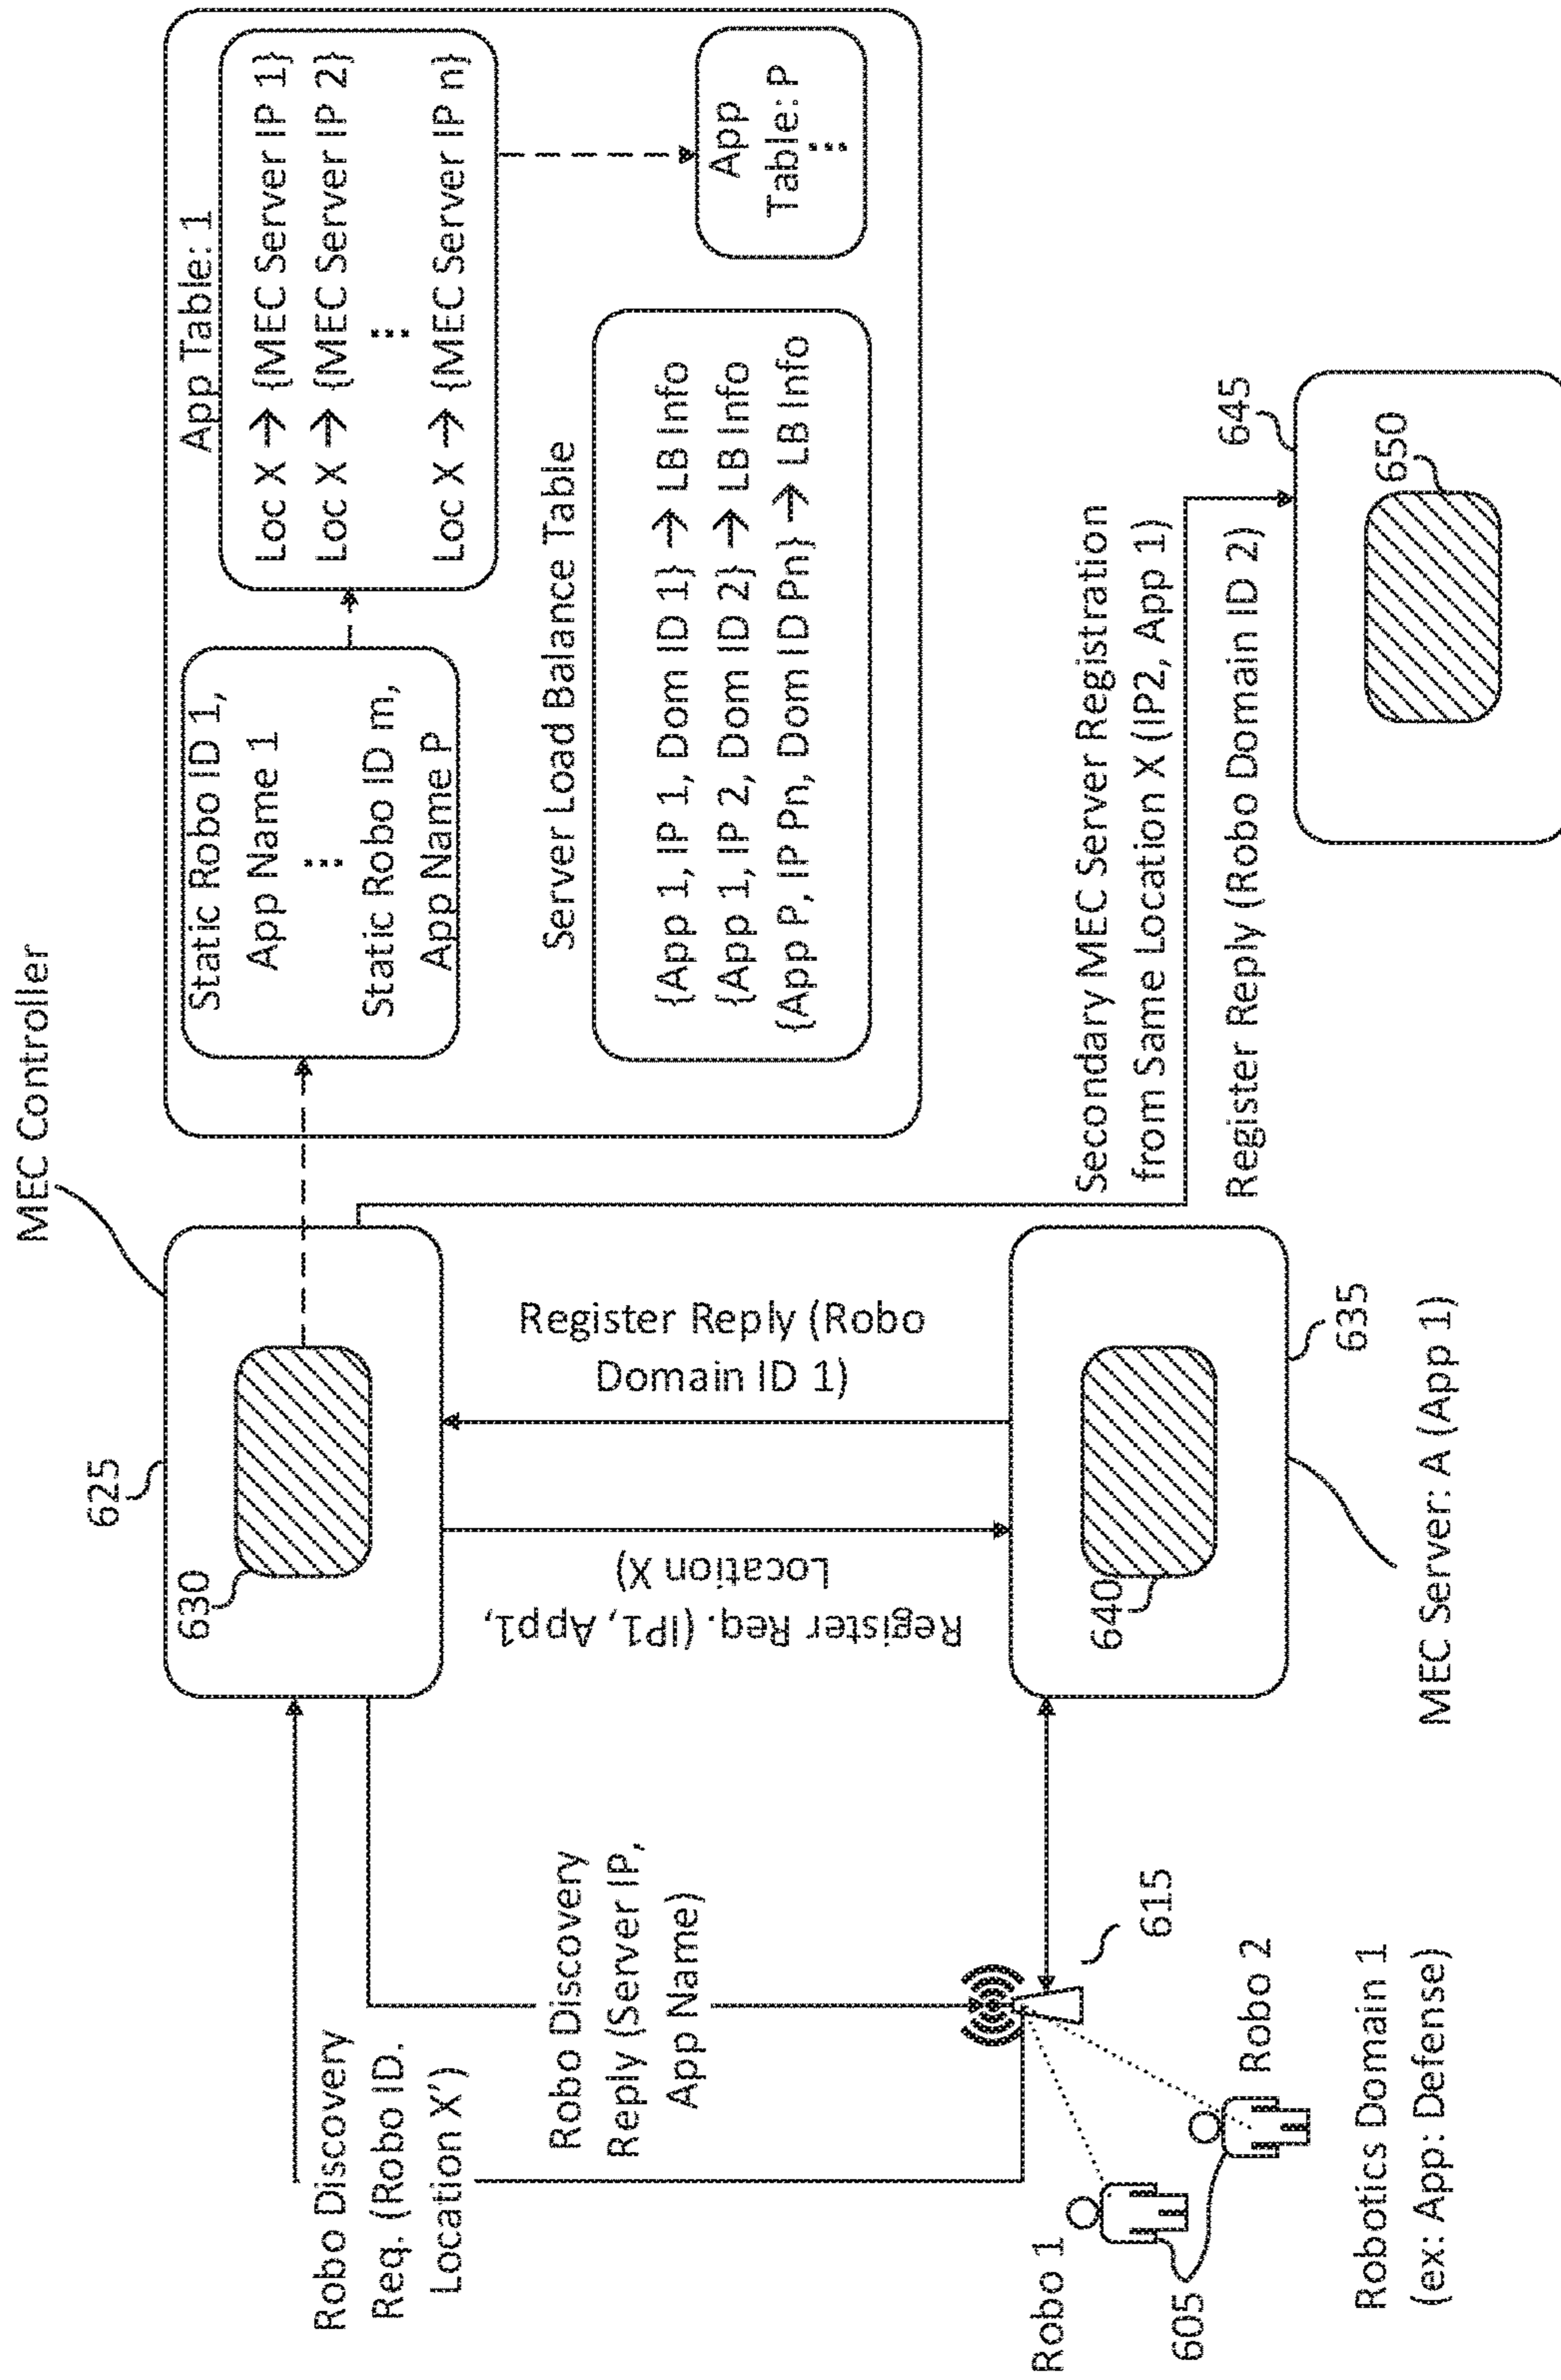 MEC Controller
625
630
Static Robo ID 1,
App Name 1
⋮
Static Robo ID m,
App Name P
App Table: 1
Loc X → {MEC Server IP 1}
Loc X → {MEC Server IP 2}
⋮
Loc X → {MEC Server IP n}
App
Table: P
⋮
Server Load Balance Table
{App 1, IP 1, Dom ID 1} → LB Info
{App 1, IP 2, Dom ID 2} → LB Info
{App P, IP Pn, Dom ID Pn} → LB Info
Robo Discovery
Req. (Robo ID.
Location X')
Robo Discovery
Reply (Server IP,
App Name)
Register Req. (IP1, App1,
Location X)
Register Reply (Robo
Domain ID 1)
Secondary MEC Server Registration
from Same Location X (IP2, App 1)
Register Reply (Robo Domain ID 2)
645
650
615
Robo 1
605
Robo 2
Robotics Domain 1
(ex: App: Defense)
640
635
MEC Server: A (App 1)